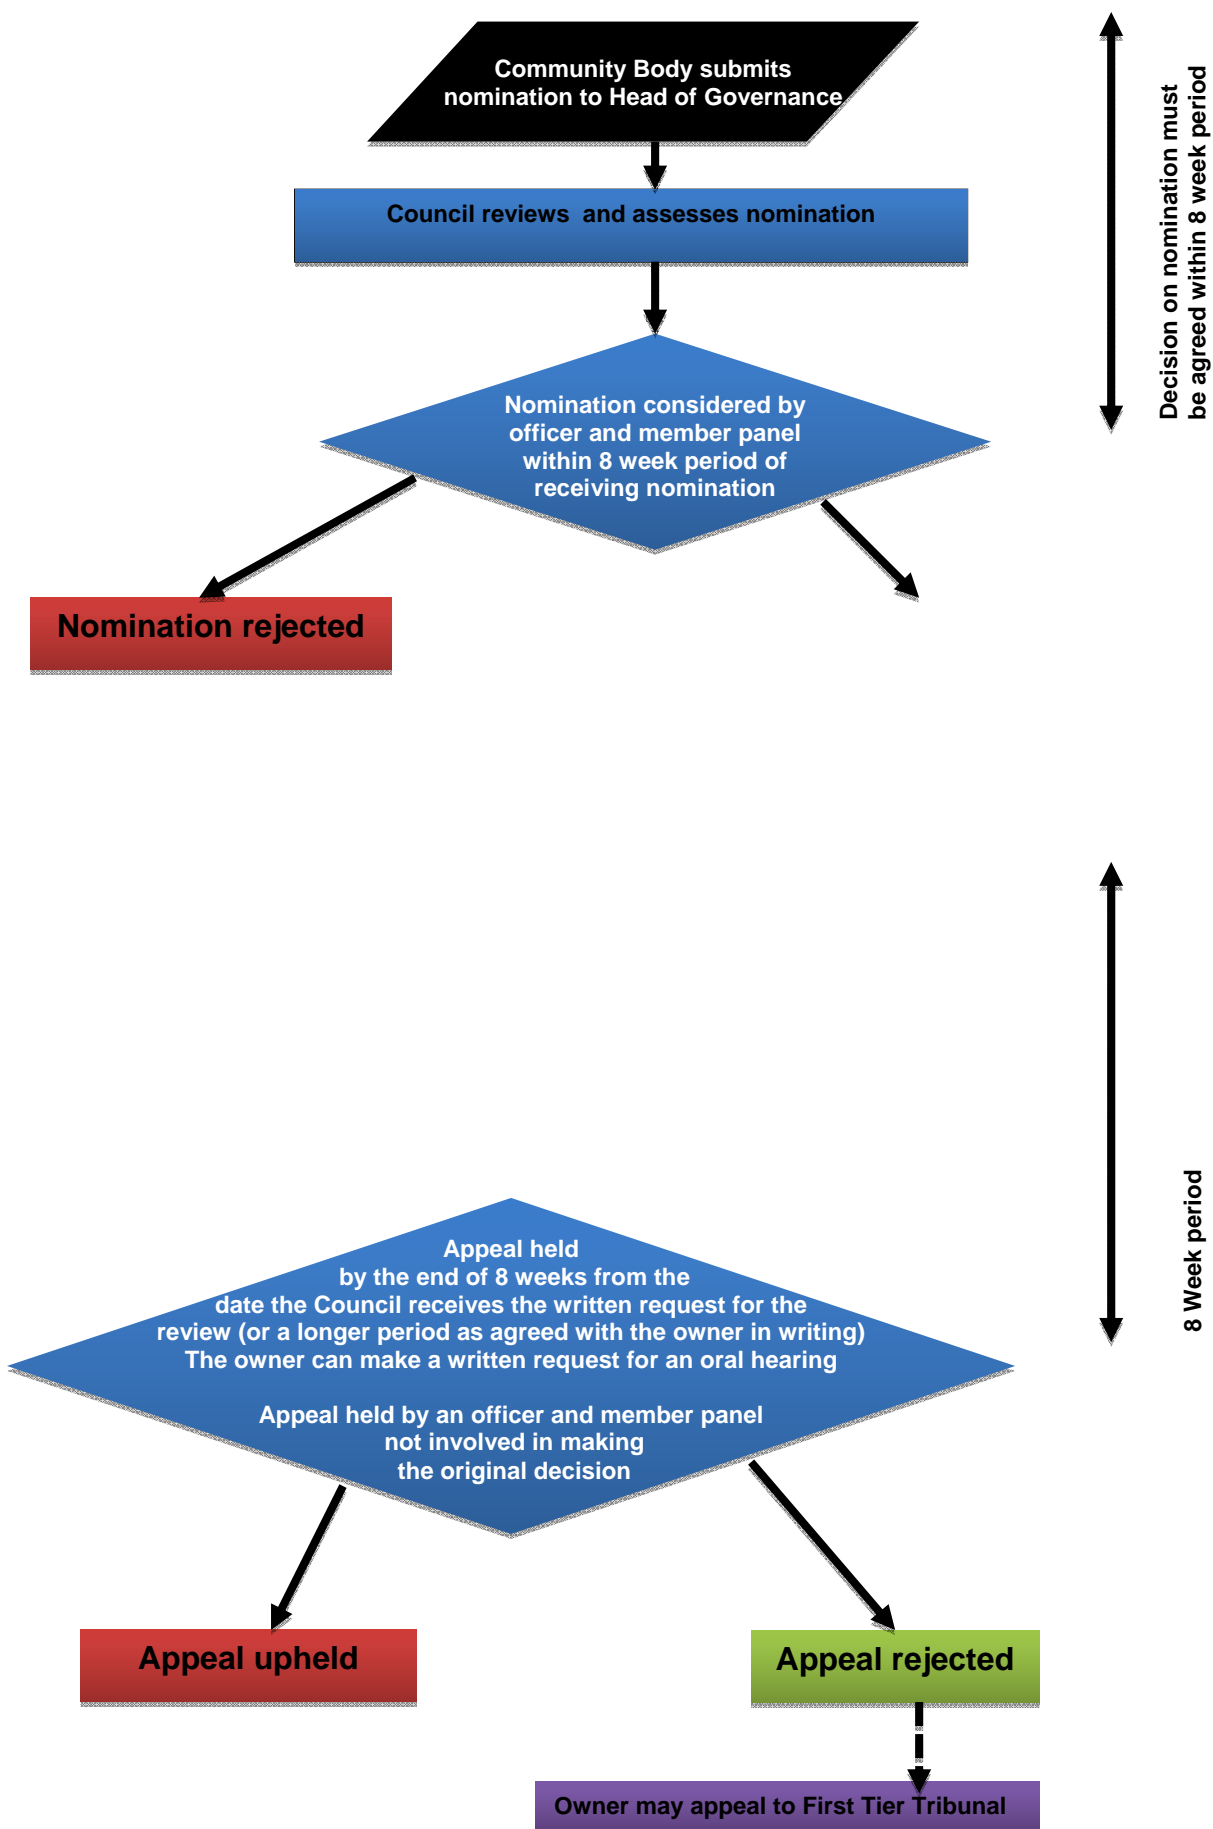 Community Body submits
nomination to Head of Governance
Decision on nomination must
be agreed within 8 week period
Council reviews  and assesses nomination
Nomination considered by
officer and member panel
within 8 week period of
receiving nomination
Nomination rejected
8 Week period
Appeal held
by the end of 8 weeks from the
date the Council receives the written request for the
review (or a longer period as agreed with the owner in writing)
The owner can make a written request for an oral hearing
Appeal held by an officer and member panel
not involved in making
the original decision
Appeal upheld
Appeal rejected
Owner may appeal to First Tier Tribunal